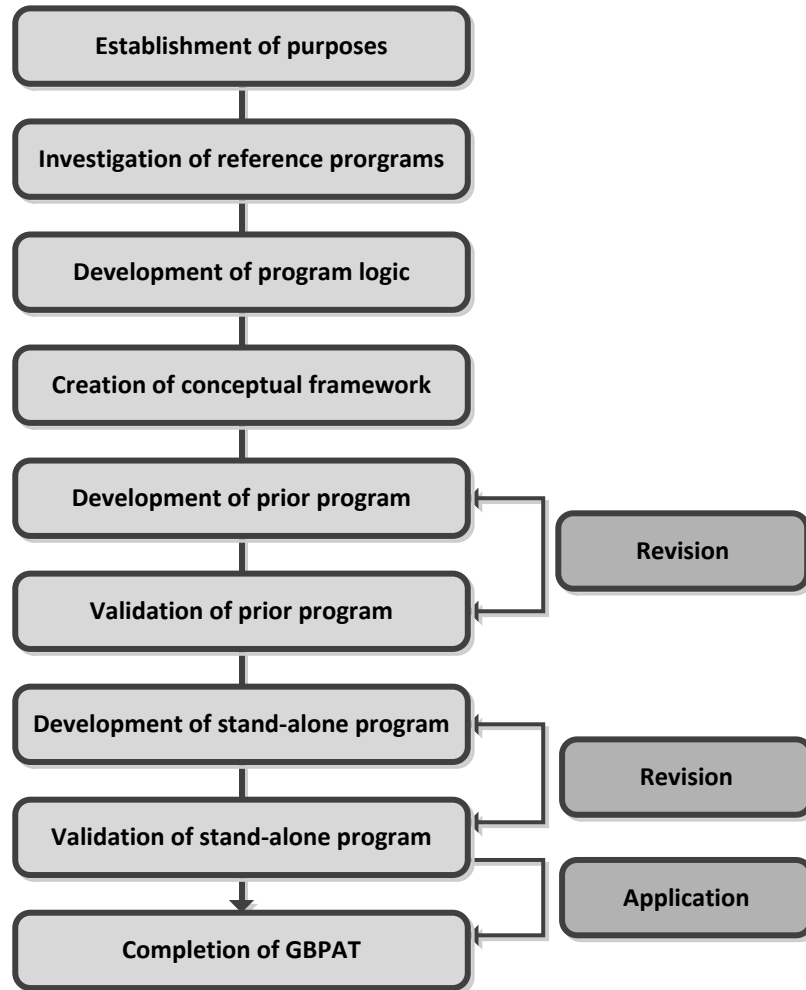 Establishment of purposes
Investigation of reference prorgrams
Development of program logic
Creation of conceptual framework
Development of prior program
Revision
Validation of prior program
Development of stand-alone program
Revision
Validation of stand-alone program
Application
Completion of GBPAT